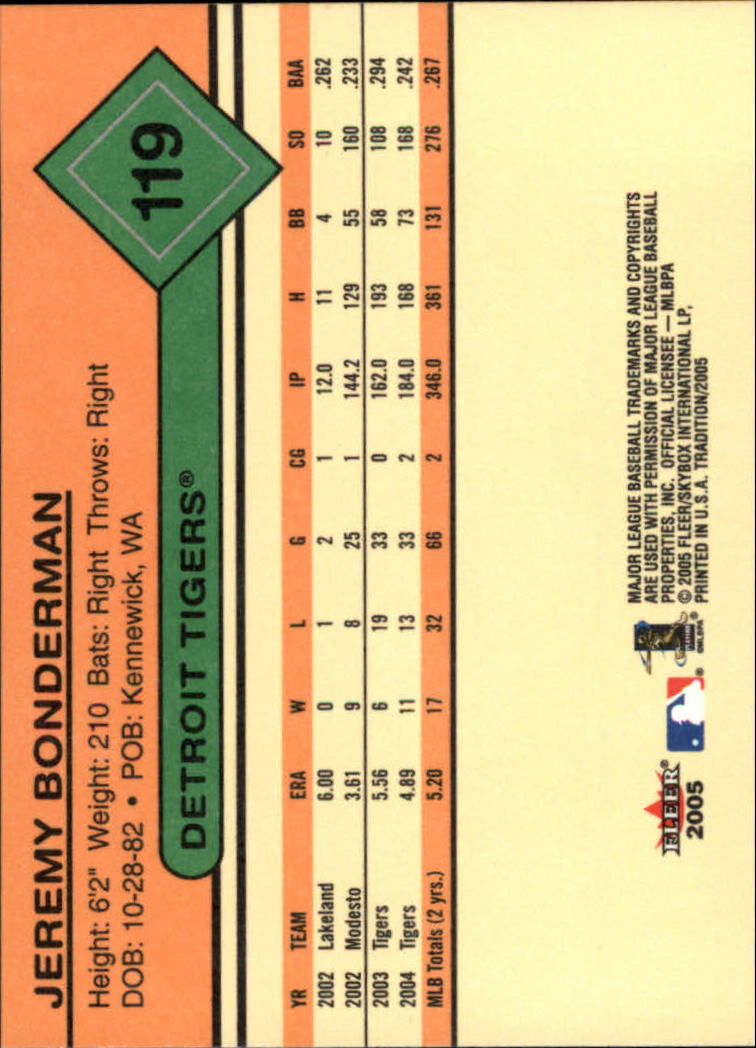 119
JEREMY BONDERMAN
Height: 6'2" Weight: 210 Bats: Right Throws: Right
DOB: 10-28-82 • POB: Kennewick, WA
DETROIT TIGERS®
YR TEAM ERA W L G CG IP H BB SO BAA
2002 Lakeland 6.00 0 1 2 1 12.0 11 4 10 .262
2002 Modesto 3.61 9 8 25 1 144.2 129 55 160 .233
2003 Tigers 5.56 6 19 33 0 162.0 193 58 108 .294
2004 Tigers 4.89 11 13 33 2 184.0 168 73 168 .242
MLB Totals (2 yrs.) 5.20 17 32 66 2 346.0 361 131 276 .267
FLEER®
2005
®
®
©MLBPA
MAJOR LEAGUE BASEBALL TRADEMARKS AND COPYRIGHTS
ARE USED WITH PERMISSION OF MAJOR LEAGUE BASEBALL
PROPERTIES, INC. OFFICIAL LICENSEE — MLBPA
© 2005 FLEER/SKYBOX INTERNATIONAL LP,
PRINTED IN U.S.A. TRADITION/2005